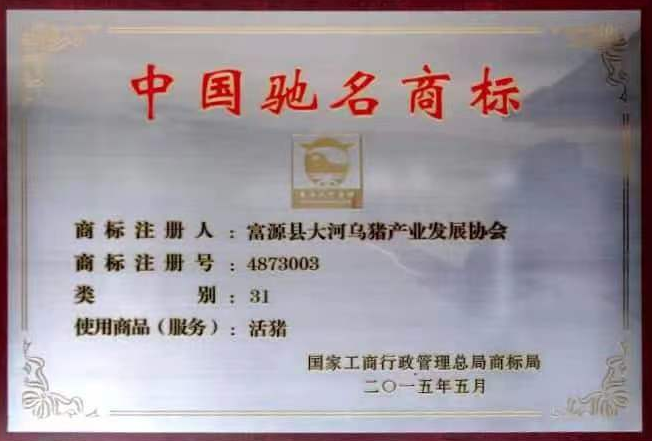 中国驰名商标
商标注册人：富源县大河乌猪产业发展协会
商标注册号：4873003
类别：31
使用商品（服务）：活猪
国家工商行政管理总局商标局
二〇一五年五月